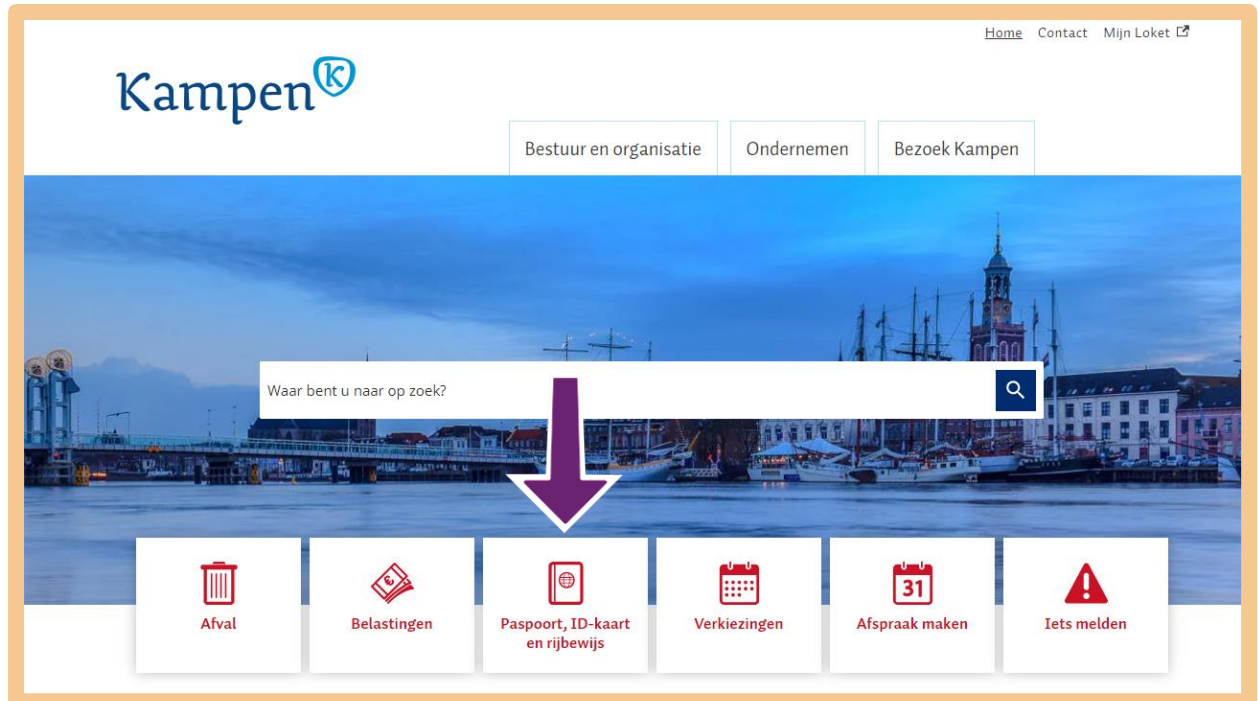 Home Contact Mijn Loket
Kampen K
Bestuur en organisatie Ondernemen Bezoek Kampen
Waar bent u naar op zoek?
31
Afval Belastingen Paspoort, ID-kaart Verkiezingen Afspraak maken Iets melden
en rijbewijs